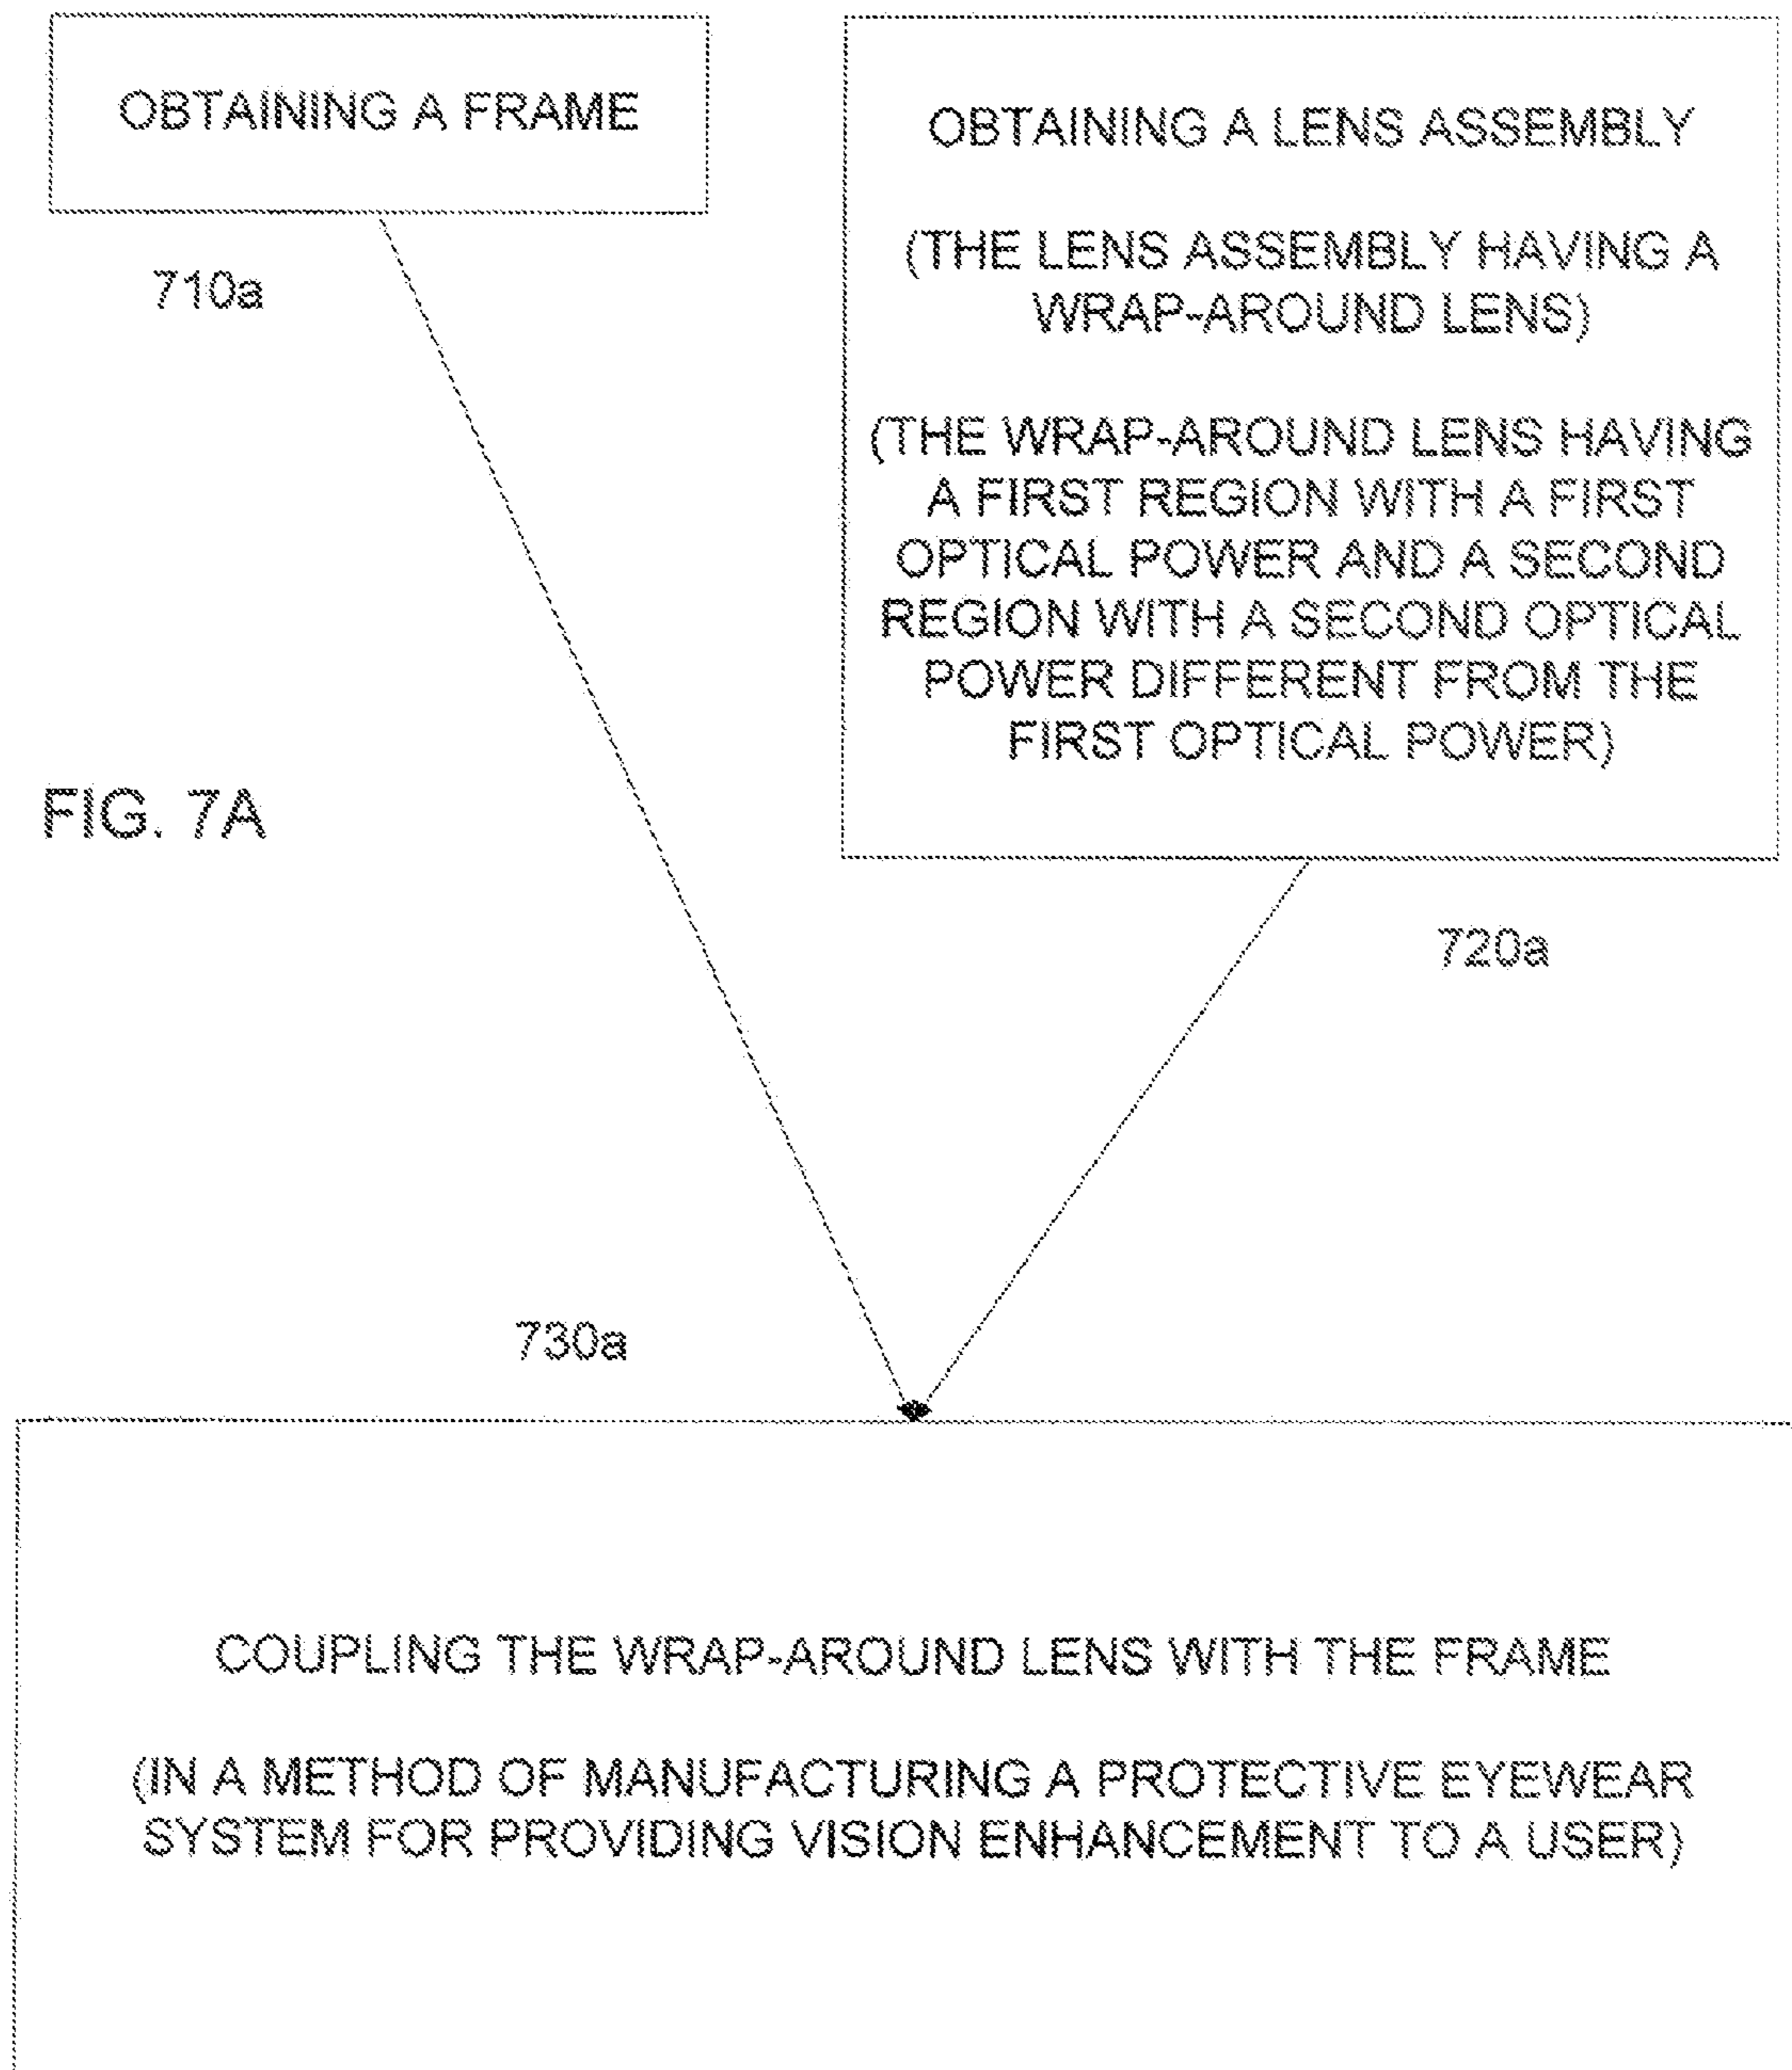 OBTAINING A FRAME
710a
OBTAINING A LENS ASSEMBLY
(THE LENS ASSEMBLY HAVING A
WRAP-AROUND LENS)
(THE WRAP-AROUND LENS HAVING
A FIRST REGION WITH A FIRST
OPTICAL POWER AND A SECOND
REGION WITH A SECOND OPTICAL
POWER DIFFERENT FROM THE
FIRST OPTICAL POWER)
FIG. 7A
720a
730a
COUPLING THE WRAP-AROUND LENS WITH THE FRAME
(IN A METHOD OF MANUFACTURING A PROTECTIVE EYEWEAR
SYSTEM FOR PROVIDING VISION ENHANCEMENT TO A USER)